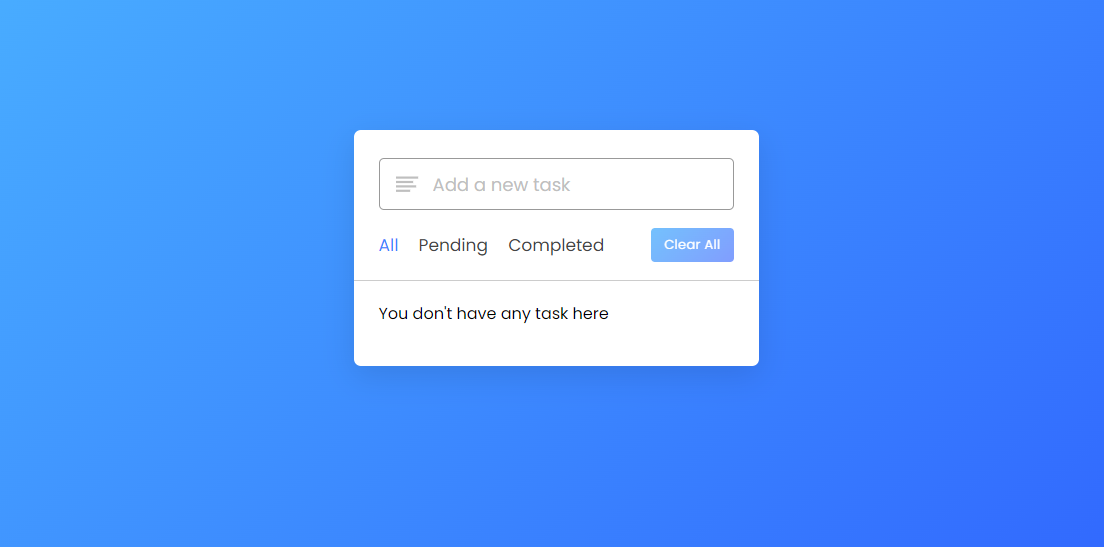 Add a new task
All Pending Completed Clear All
You don't have any task here